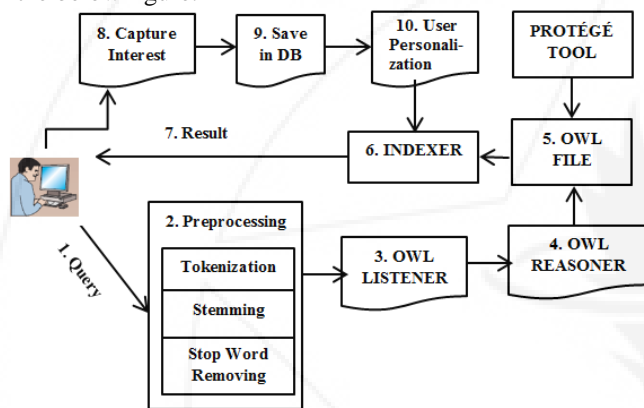 8. Capture
Interest
9. Save
in DB
10. User
Personali-
zation
PROTÉGÉ
TOOL
7. Result
6. INDEXER
5. OWL
FILE
1. Query
2. Preprocessing
Tokenization
Stemming
Stop Word
Removing
3. OWL
LISTENER
4. OWL
REASONER